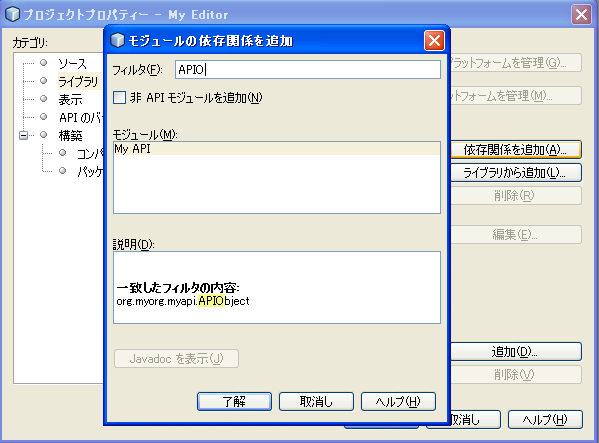 プロジェクトプロパティー - My Editor
カテゴリ:
ソース
ライブラリ
表示
API のバ
構築
コンパ
パッケ
モジュールの依存関係を追加
フィルタ(F): APIO
非 API モジュールを追加(N)
モジュール(M):
My API
説明(D):
一致したフィルタの内容:
org.myorg.myapi.APIObject
Javadoc を表示(J)
了解 取消し ヘルプ(H)
ラットフォームを管理(G)...
ットフォームを管理(M)...
依存関係を追加(A)...
ライブラリから追加(L)...
削除(R)
編集(E)...
追加(D)...
削除(V)
取消し ヘルプ(H)